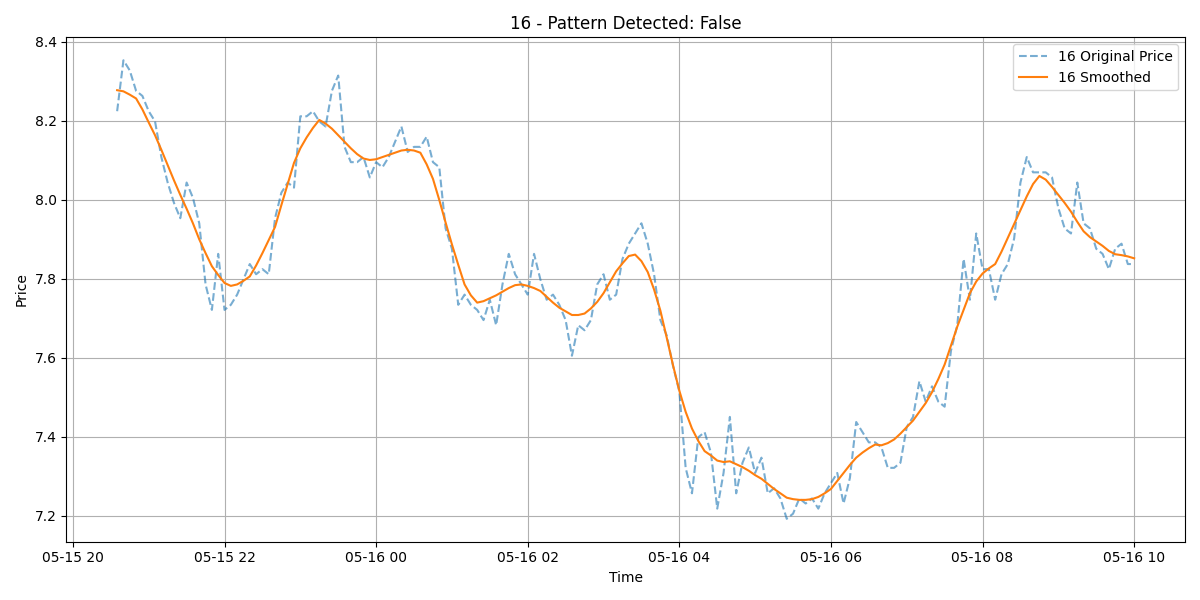 16 - Pattern Detected: False
16 Original Price
16 Smoothed
Price
8.4
8.2
8.0
7.8
7.6
7.4
7.2
05-15 20 05-15 22 05-16 00 05-16 02 05-16 04 05-16 06 05-16 08 05-16 10
Time